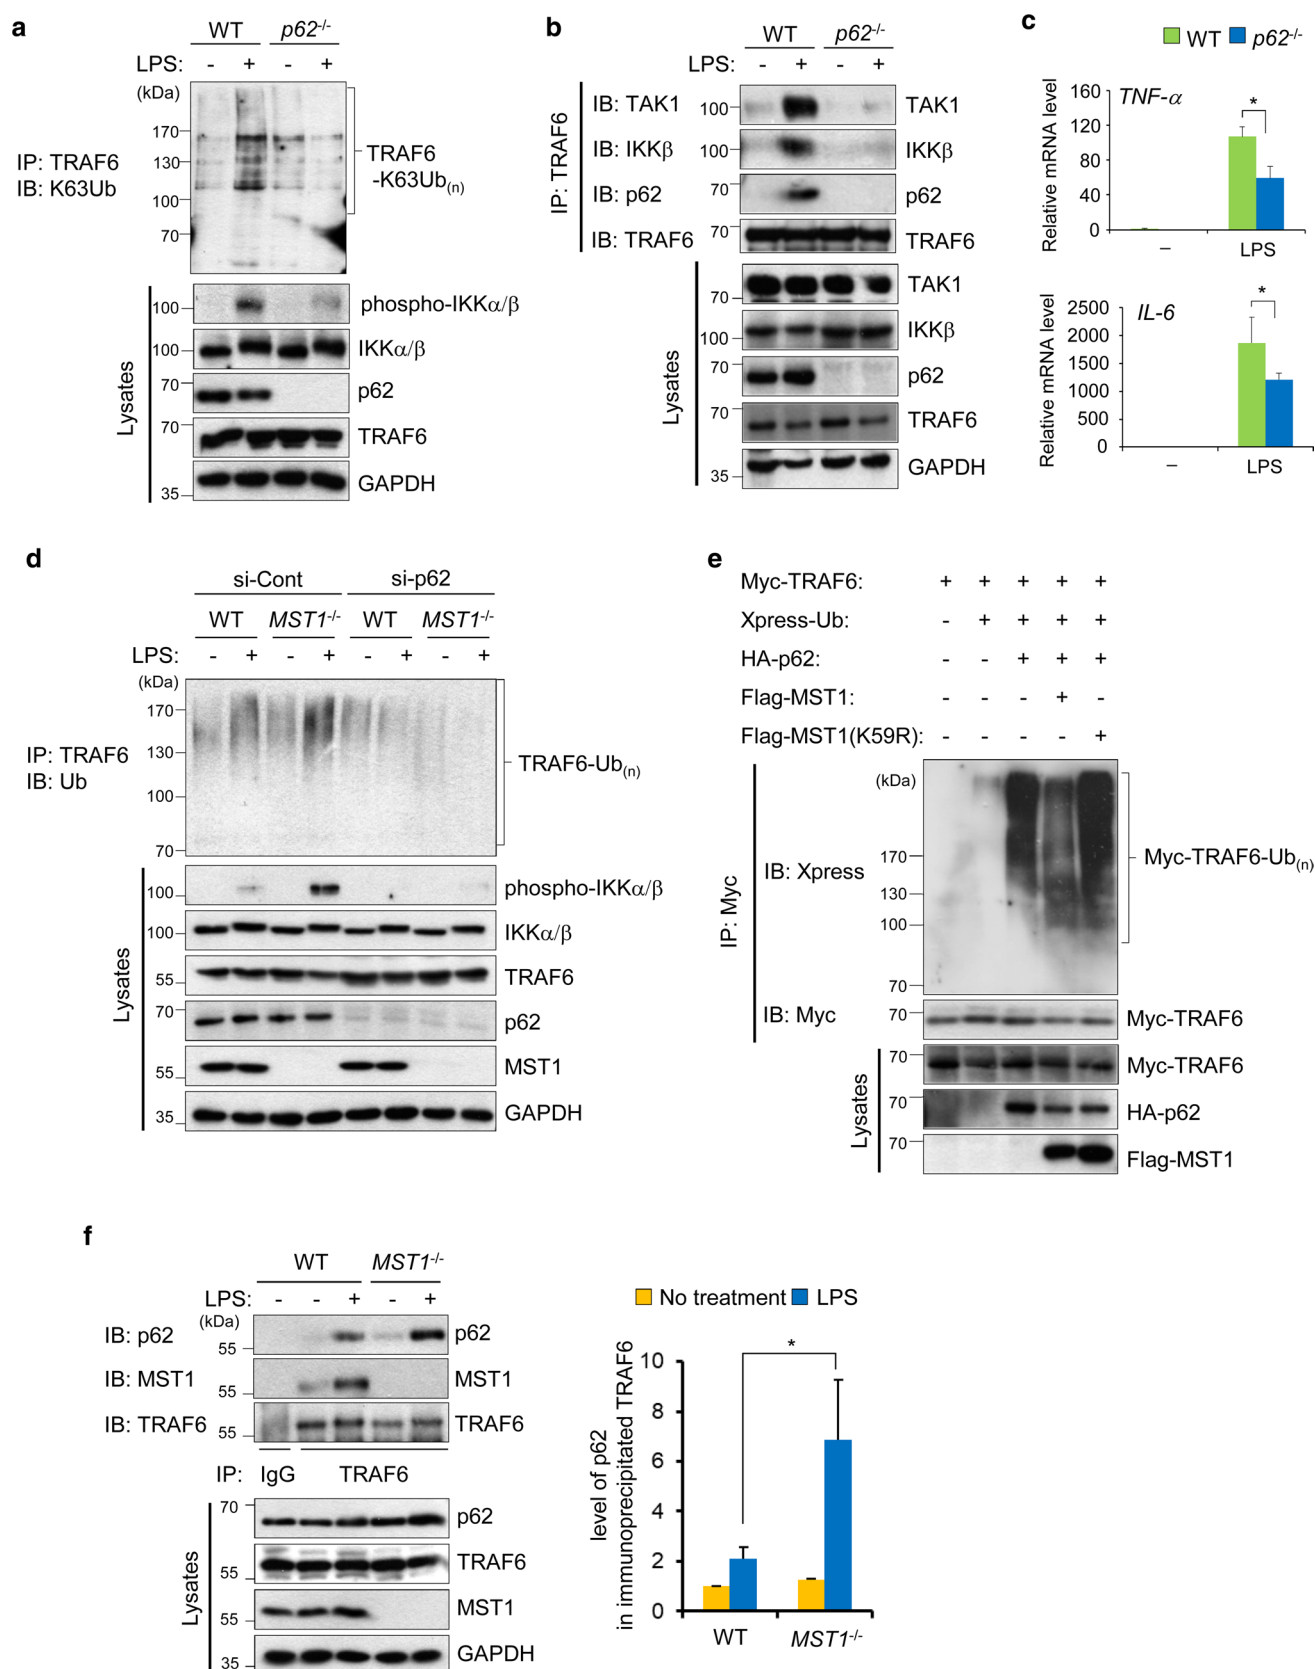 a
WT p62-/-
LPS: - + - +
(kDa)
170
130
100
70
IP: TRAF6
IB: K63Ub
TRAF6
-K63Ub(n)
Lysates
100 phospho-IKKα/β
100 IKKα/β
70 p62
70 TRAF6
35 GAPDH
b
WT p62-/-
LPS: - + - +
IP: TRAF6
IB: TAK1 100 TAK1
IB: IKKβ 100 IKKβ
IB: p62 70 p62
IB: TRAF6 70 TRAF6
Lysates
70 TAK1
100 IKKβ
70 p62
70 TRAF6
35 GAPDH
c
WT p62-/-
Relative mRNA level
TNF-α
*
160
120
80
40
0
– LPS
Relative mRNA level
IL-6
*
2500
2000
1500
1000
500
0
– LPS
d
si-Cont si-p62
WT MST1-/- WT MST1-/-
LPS: - + - + - + - +
(kDa)
170
130
100
70
IP: TRAF6
IB: Ub
TRAF6-Ub(n)
Lysates
100 phospho-IKKα/β
100 IKKα/β
55 TRAF6
70 p62
55 MST1
35 GAPDH
e
Myc-TRAF6: + + + + +
Xpress-Ub: - + + + +
HA-p62: - - + + +
Flag-MST1: - - - + -
Flag-MST1(K59R): - - - - +
(kDa)
170
130
100
70
IP: Myc
IB: Xpress
Myc-TRAF6-Ub(n)
IB: Myc 70 Myc-TRAF6
Lysates
70 Myc-TRAF6
70 HA-p62
70 Flag-MST1
f
WT MST1-/-
LPS: - - + - +
(kDa)
IB: p62 55 p62
IB: MST1 55 MST1
IB: TRAF6 55 TRAF6
IP: IgG TRAF6
Lysates
70 p62
55 TRAF6
55 MST1
35 GAPDH
No treatment LPS
level of p62
in immunoprecipitated TRAF6
*
10
8
6
4
2
0
WT MST1-/-